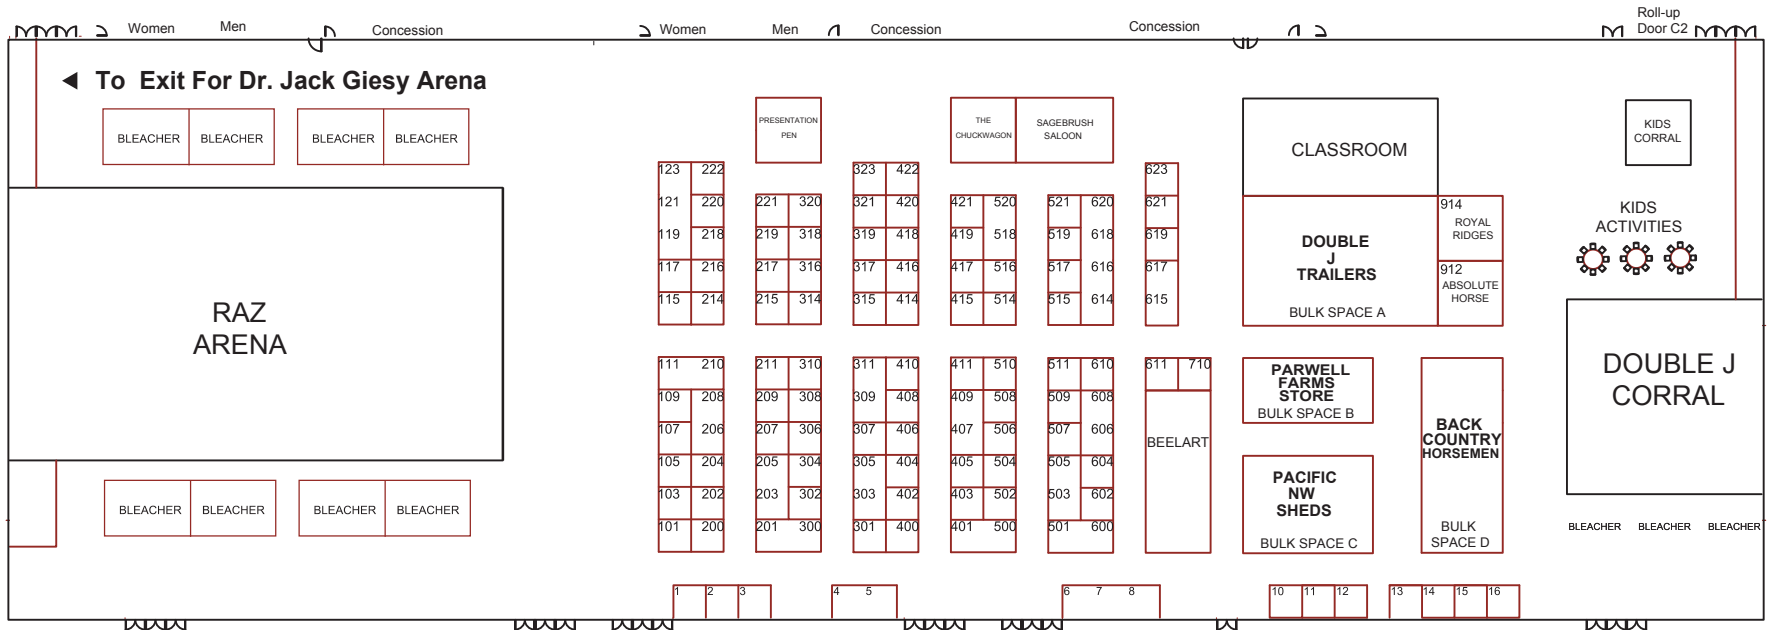 Women Men Concession Women Men Concession Concession Roll-up
Door C2
To Exit For Dr. Jack Giesy Arena
BLEACHER BLEACHER BLEACHER BLEACHER
PRESENTATION
PEN
THE
CHUCKWAGON
SAGEBRUSH
SALOON
CLASSROOM
KIDS
CORRAL
KIDS
ACTIVITIES
123 222 323 422 623
121 220 221 320 321 420 421 520 521 620 621
119 218 219 318 319 418 419 518 519 618 619
117 216 217 316 317 416 417 516 517 616 617
115 214 215 314 315 414 415 514 515 614 615
DOUBLE
J
TRAILERS
BULK SPACE A
914
ROYAL
RIDGES
912
ABSOLUTE
HORSE
RAZ
ARENA
111 210 211 310 311 410 411 510 511 610 611 710
109 208 209 308 309 408 409 508 509 608
107 206 207 306 307 406 407 506 507 606
105 204 205 304 305 404 405 504 505 604
103 202 203 302 303 402 403 502 503 602
101 200 201 300 301 400 401 500 501 600
BEELART
PARWELL
FARMS
STORE
BULK SPACE B
PACIFIC
NW
SHEDS
BULK SPACE C
BACK
COUNTRY
HORSEMEN
BULK
SPACE D
DOUBLE J
CORRAL
BLEACHER BLEACHER BLEACHER
BLEACHER BLEACHER BLEACHER BLEACHER
1 2 3 4 5 6 7 8 10 11 12 13 14 15 16